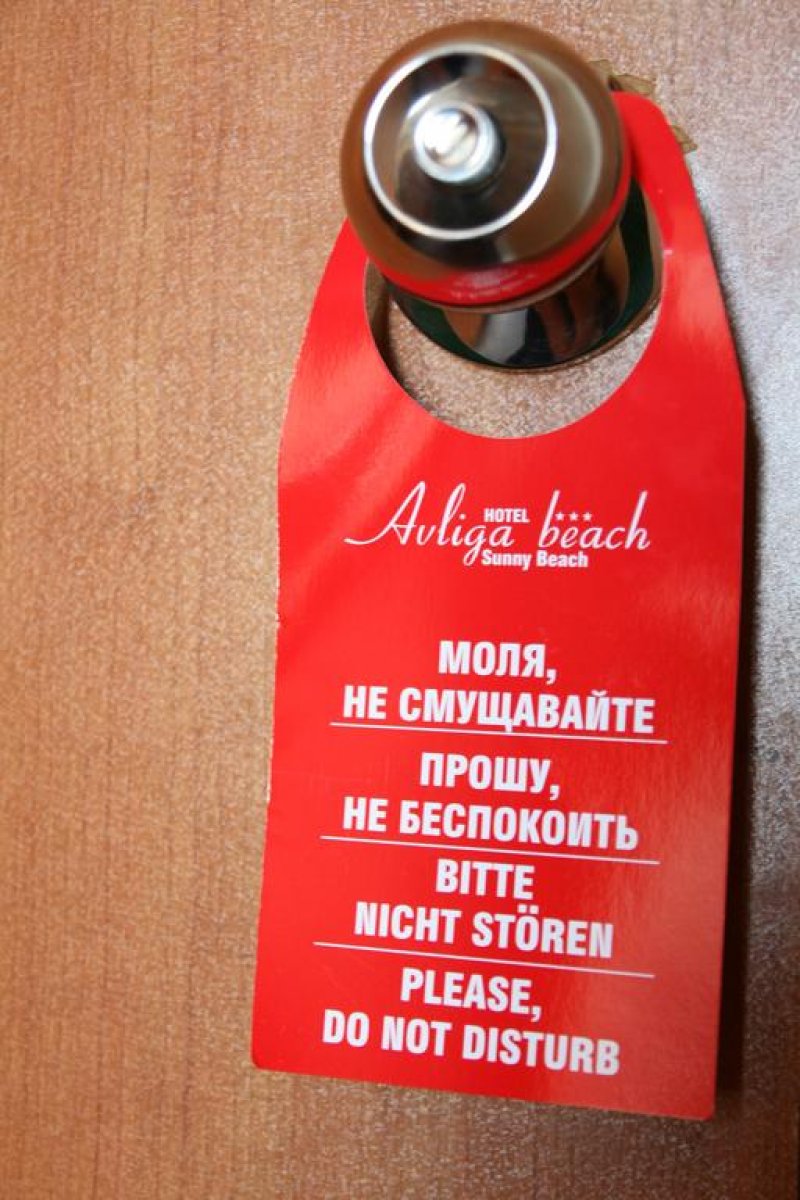 HOTEL ***
Avliga beach
Sunny Beach
МОЛЯ,
НЕ СМУЩАВАЙТЕ
ПРОШУ,
НЕ БЕСПОКОИТЬ
BITTE
NICHT STÖREN
PLEASE,
DO NOT DISTURB